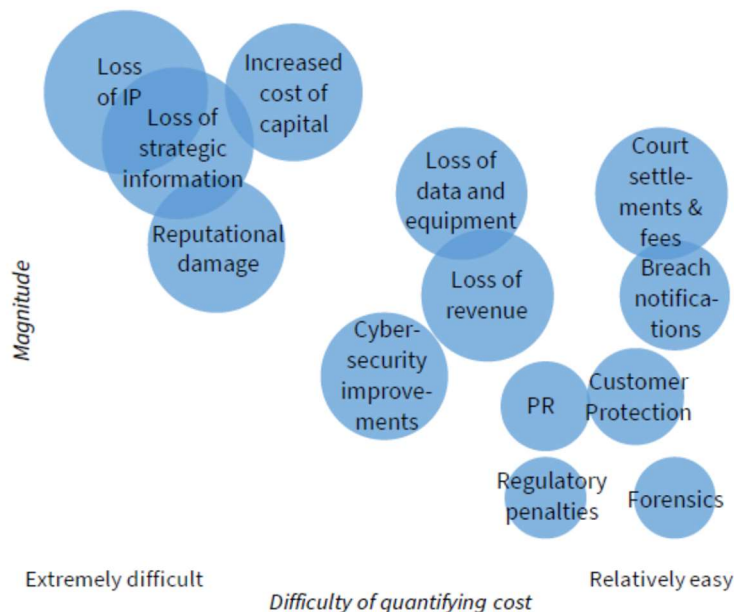 Loss
of IP
Increased
cost of
capital
Loss of
strategic
information
Reputational
damage
Loss of
data and
equipment
Court
settle-
ments &
fees
Loss of
revenue
Breach
notifica-
tions
Cyber-
security
improve-
ments
PR
Customer
Protection
Regulatory
penalties
Forensics
Magnitude
Extremely difficult
Relatively easy
Difficulty of quantifying cost